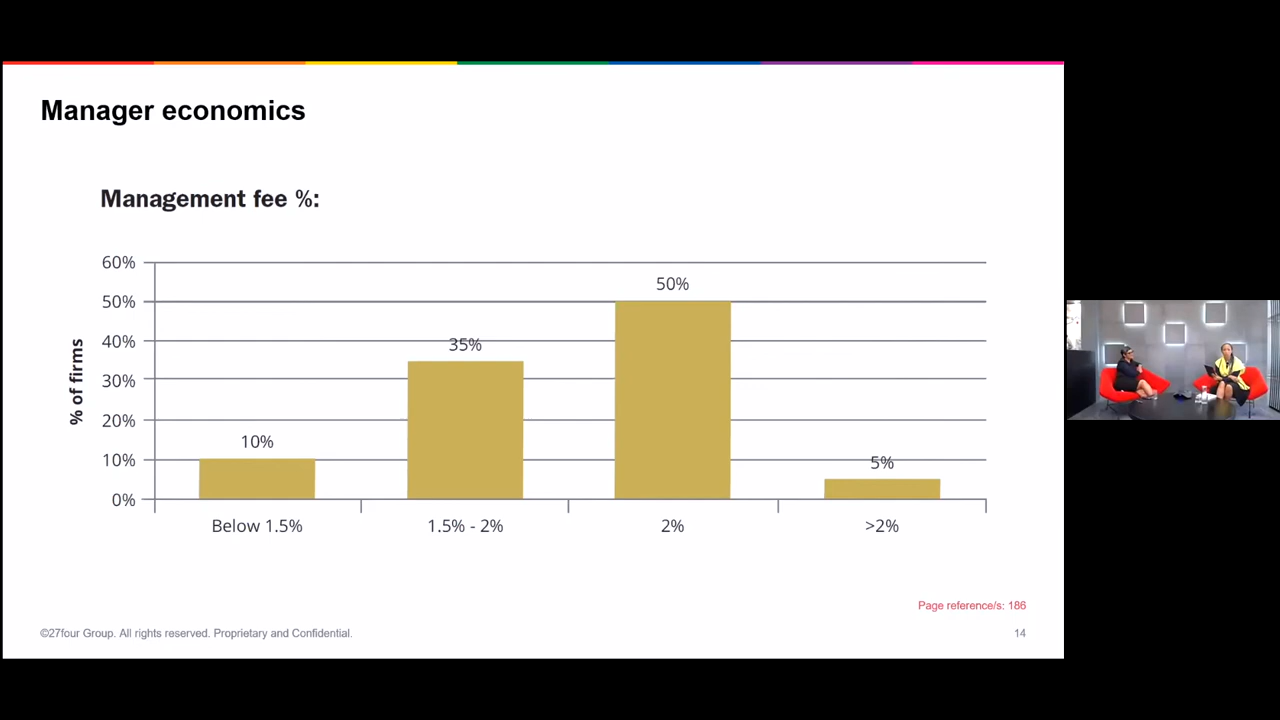 Manager economics
Management fee %:
% of firms
60%
50%
40%
30%
20%
10%
0%
10%
35%
50%
5%
Below 1.5%
1.5% - 2%
2%
>2%
Page reference/s: 186
©27four Group. All rights reserved. Proprietary and Confidential.
14